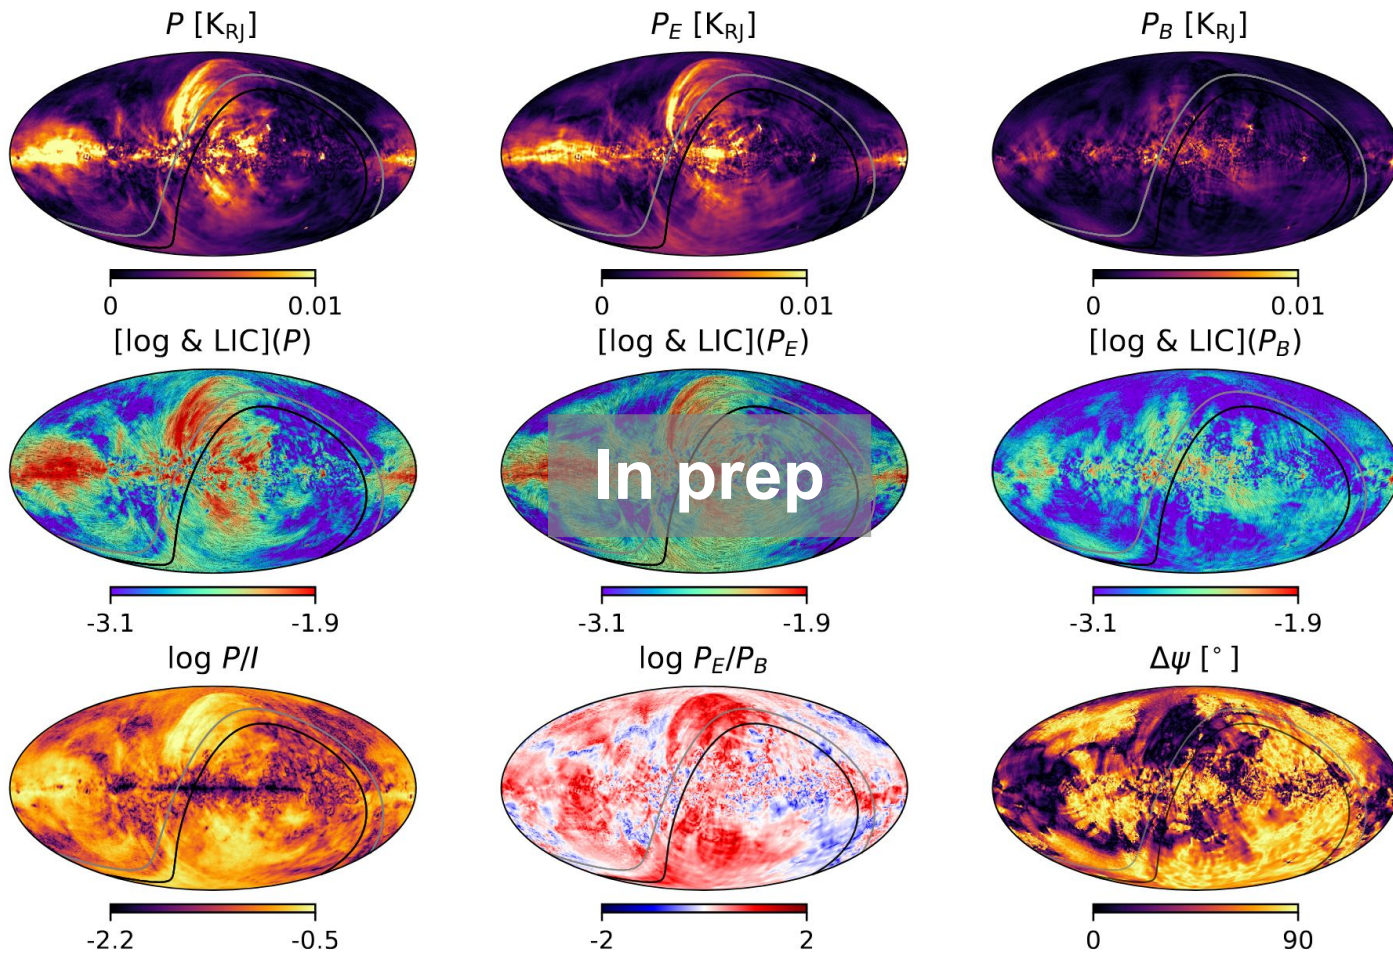 P [K_RJ] P_E [K_RJ] P_B [K_RJ]
0 0.01 0 0.01 0 0.01
[log & LIC](P) [log & LIC](P_E) [log & LIC](P_B)
In prep
-3.1 -1.9 -3.1 -1.9 -3.1 -1.9
log P/I log P_E/P_B Δψ [°]
-2.2 -0.5 -2 2 0 90